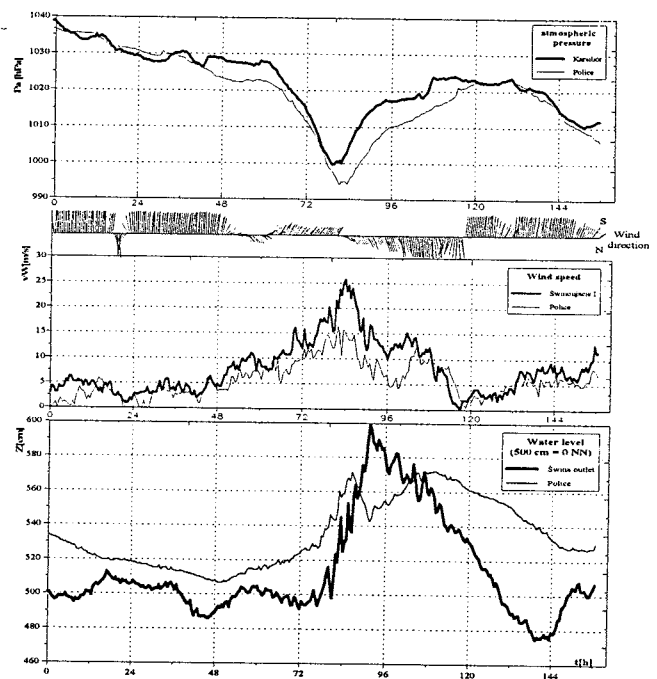 1040
1030
1020
1010
1000
990
Pa [hPa]
atmospheric
pressure
Karsibor
Police
0 24 48 72 96 120 144
S
Wind
direction
N
30
25
20
15
10
5
0
vW[m/s]
Wind speed
Police
0 24 48 72 96 120 144
600
580
560
540
520
500
480
460
Z[cm]
Water level
(500 cm = 0 NN)
Świna outlet
Police
0 24 48 72 96 120 144 t[h]